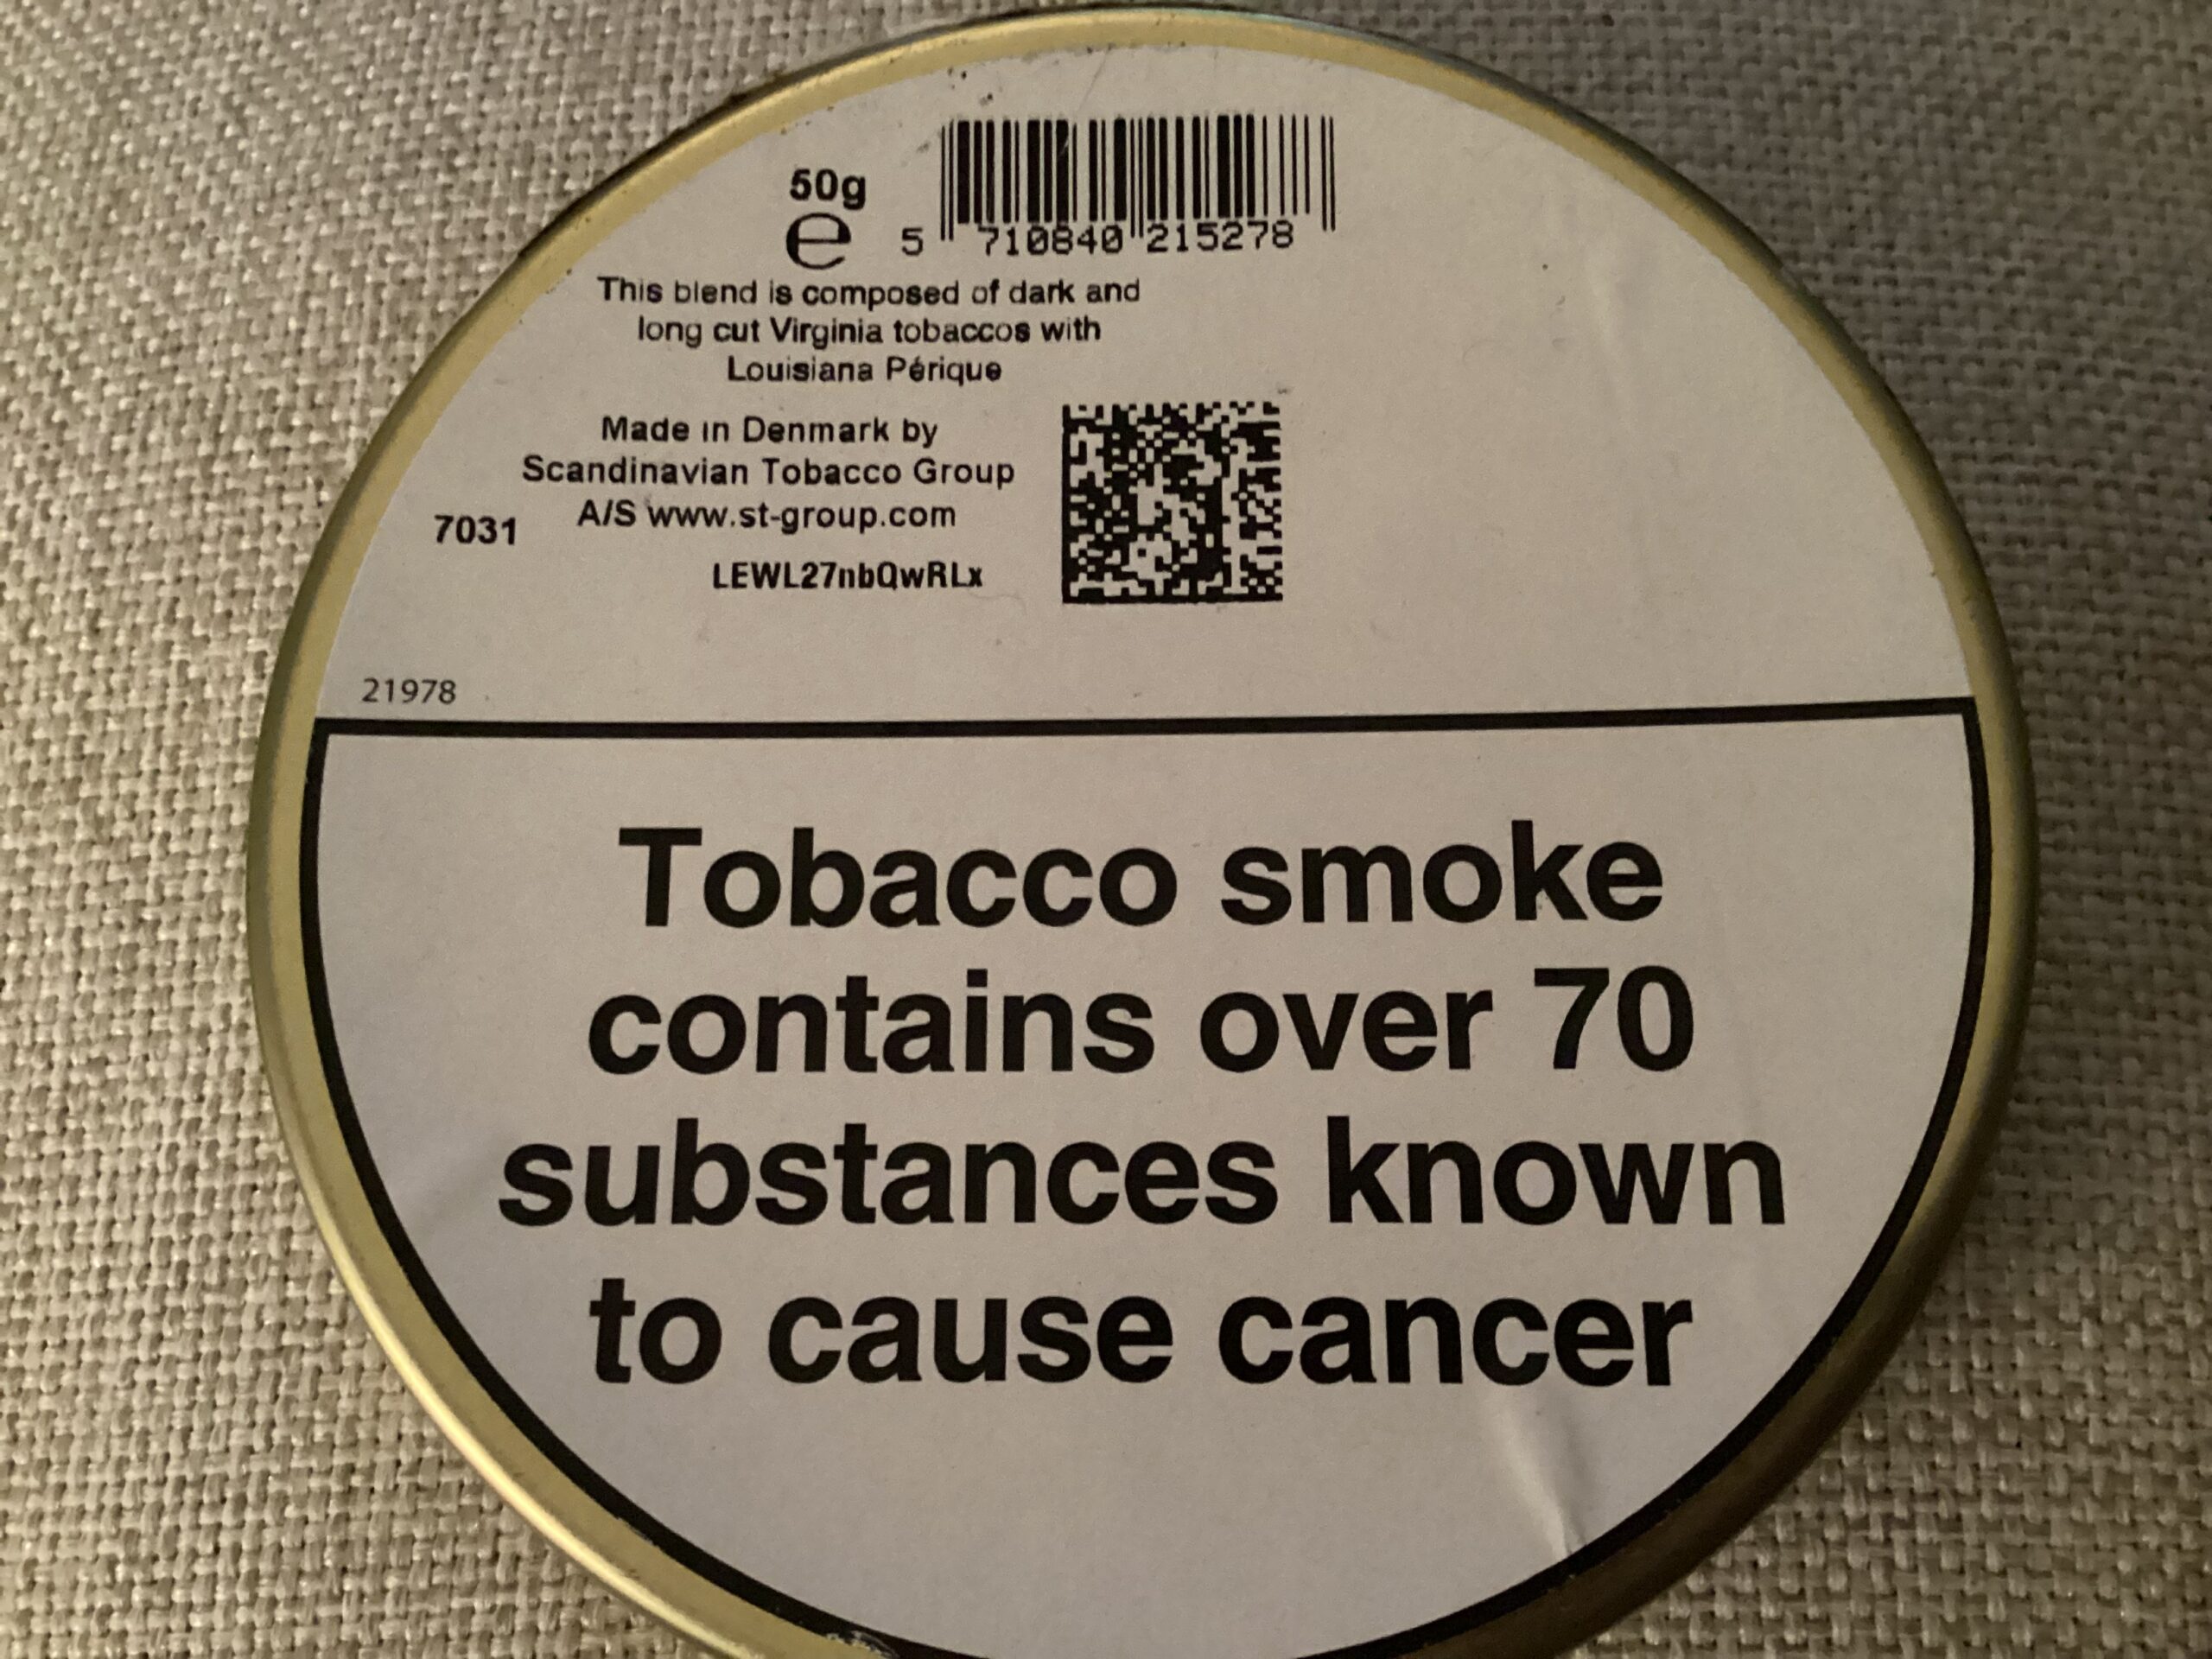 50g
e
5 710840 215278
This blend is composed of dark and
long cut Virginia tobaccos with
Louisiana Périque
Made in Denmark by
Scandinavian Tobacco Group
A/S www.st-group.com
7031
LEWL27nbQwRLx
21978
Tobacco smoke
contains over 70
substances known
to cause cancer